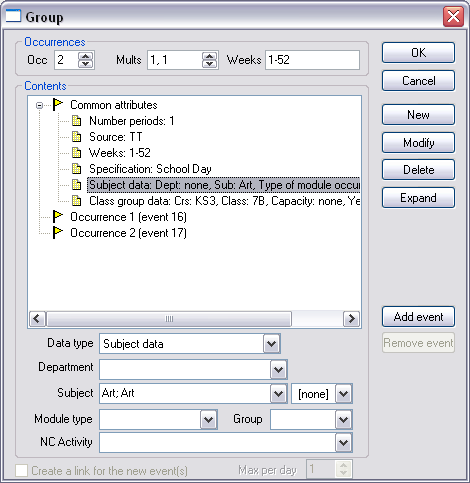 Group
Occurrences
Occ 2 Mults 1, 1 Weeks 1-52
OK
Cancel
Contents
Common attributes
Number periods: 1
Source: TT
Weeks: 1-52
Specification: School Day
Subject data: Dept: none, Sub: Art, Type of module occur
Class group data: Crs: KS3, Class: 7B, Capacity: none, Ye
Occurrence 1 (event 16)
Occurrence 2 (event 17)
New
Modify
Delete
Expand
Add event
Remove event
Data type Subject data
Department
Subject Art; Art [none]
Module type Group
NC Activity
Create a link for the new event(s) Max per day 1